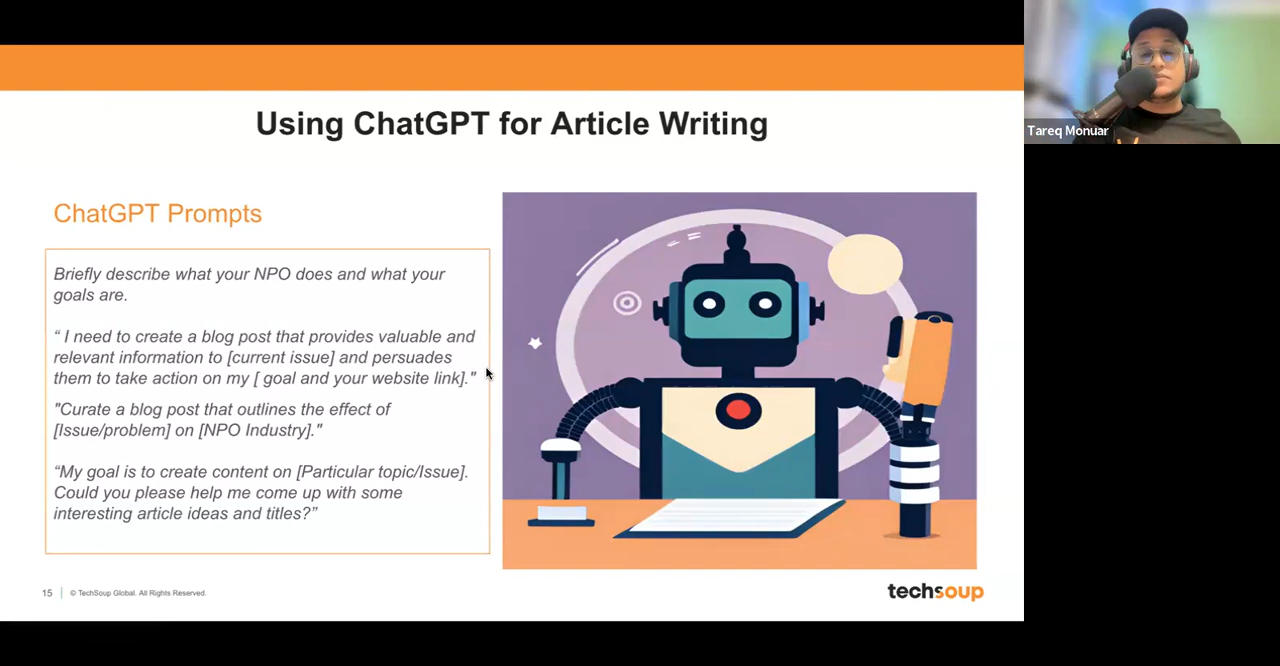 Using ChatGPT for Article Writing
Tareq Monuar
ChatGPT Prompts
Briefly describe what your NPO does and what your
goals are.
“ I need to create a blog post that provides valuable and
relevant information to [current issue] and persuades
them to take action on my [ goal and your website link]."
"Curate a blog post that outlines the effect of
[Issue/problem] on [NPO Industry]."
“My goal is to create content on [Particular topic/Issue].
Could you please help me come up with some
interesting article ideas and titles?”
15 | © TechSoup Global. All Rights Reserved.
techsoup